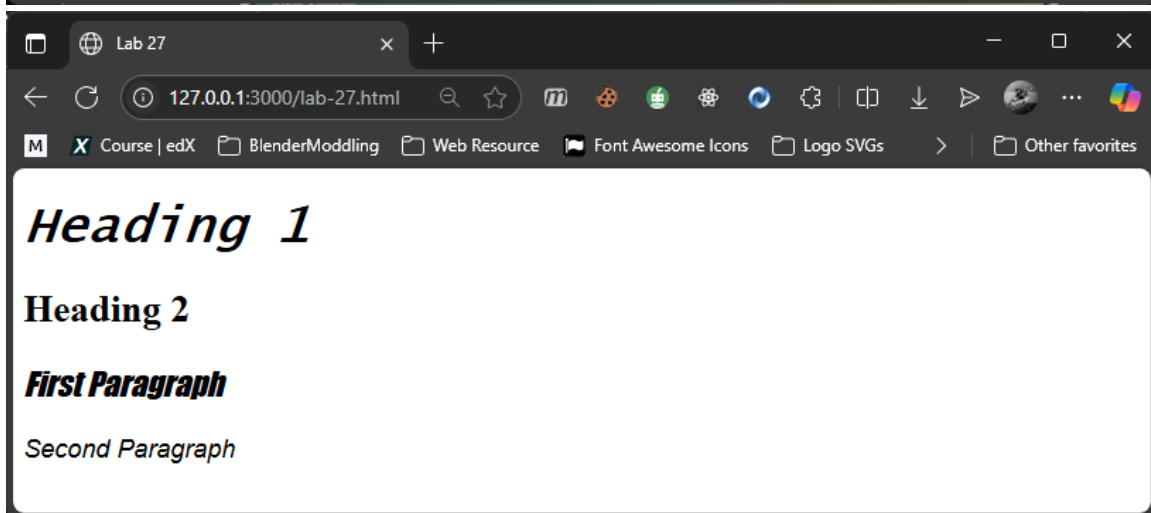 Lab 27
127.0.0.1:3000/lab-27.html
M X Course | edX BlenderModdling Web Resource Font Awesome Icons Logo SVGs Other favorites
Heading 1
Heading 2
First Paragraph
Second Paragraph